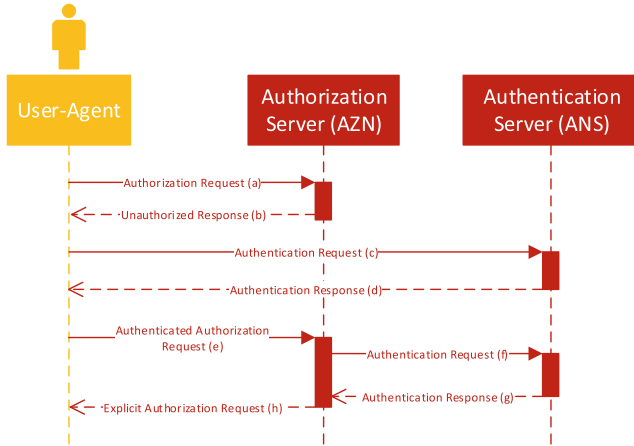 User-Agent
Authorization
Server (AZN)
Authentication
Server (ANS)
Authorization Request (a)
Unauthorized Response (b)
Authentication Request (c)
Authentication Response (d)
Authenticated Authorization
Request (e)
Authentication Request (f)
Authentication Response (g)
Explicit Authorization Request (h)